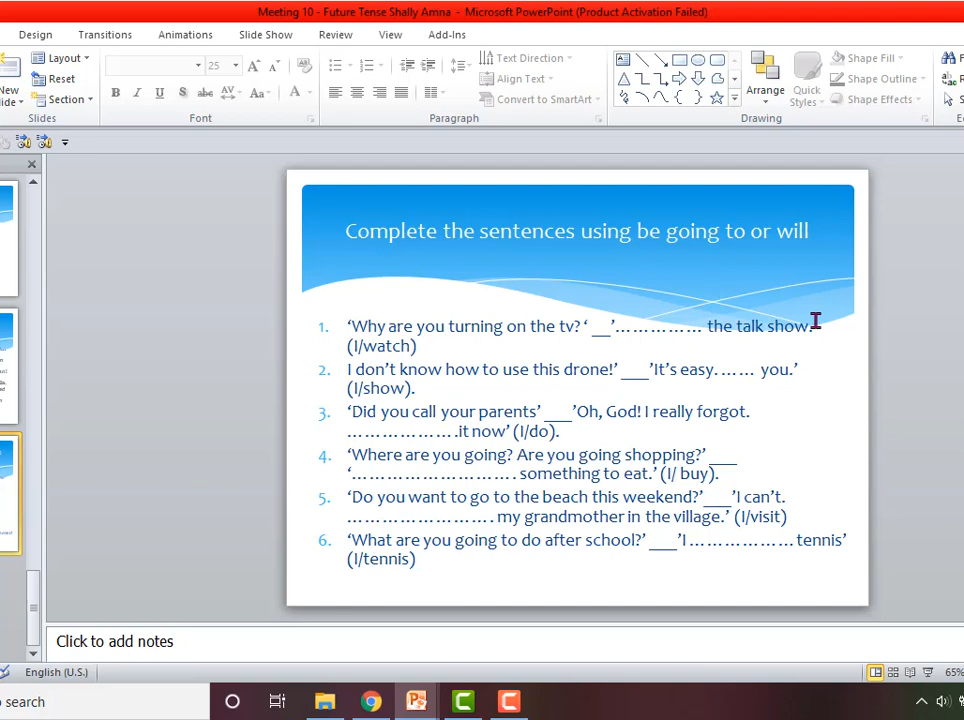 Meeting 10 - Future Tense Shally Amna - Microsoft PowerPoint (Product Activation Failed)
Design Transitions Animations Slide Show Review View Add-Ins
New Slide
Layout
Reset
Section
Slides
25
B I U S abc AV Aa A
Font
Text Direction
Align Text
Convert to SmartArt
Paragraph
Arrange
Quick Styles
Shape Fill
Shape Outline
Shape Effects
Drawing
Complete the sentences using be going to or will
1. ‘Why are you turning on the tv? ‘ __’…………… the talk show.
(I/watch)
2. I don’t know how to use this drone!’ ___’It’s easy. …… you.’
(I/show).
3. ‘Did you call your parents’ ___’Oh, God! I really forgot.
……………….it now’ (I/do).
4. ‘Where are you going? Are you going shopping?’ ___
‘………………………. something to eat.’ (I/ buy).
5. ‘Do you want to go to the beach this weekend?’ ___’I can’t.
……………………. my grandmother in the village.’ (I/visit)
6. ‘What are you going to do after school?’ ___’I ……………… tennis’
(I/tennis)
Click to add notes
English (U.S.)
65%
o search